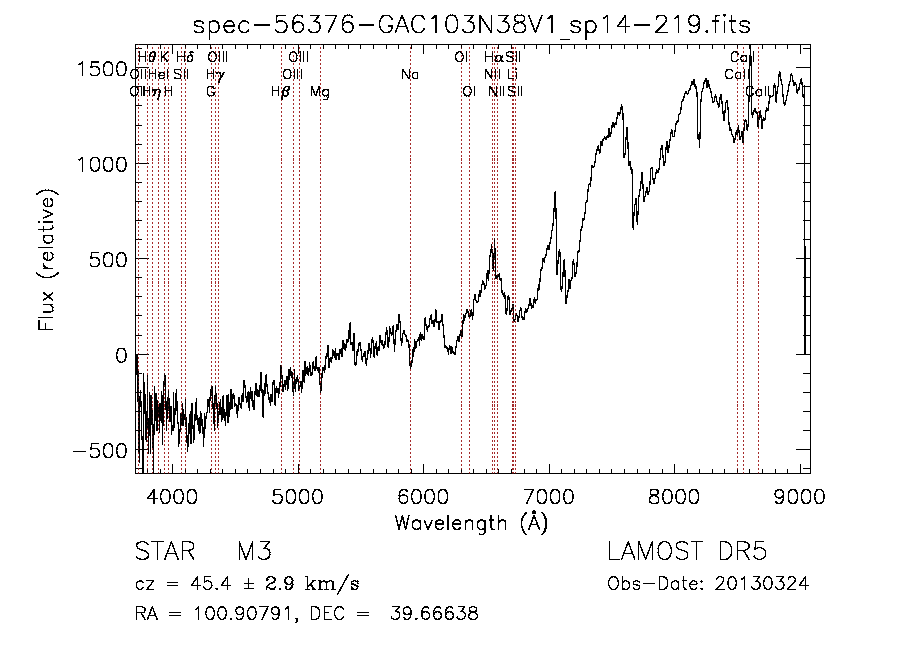 spec-56376-GAC103N38V1_sp14-219.fits
Hθ K Hδ OIII OIII OI Hα SII CaII
OII HeI SII Hγ OIII Na NII Li CaII
OII Hη H G Hβ Mg OI NII SII CaII
1500
1000
500
0
-500
Flux (relative)
4000 5000 6000 7000 8000 9000
Wavelength (Å)
STAR M3 LAMOST DR5
cz = 45.4 ± 2.9 km/s Obs-Date: 20130324
RA = 100.90791, DEC = 39.66638